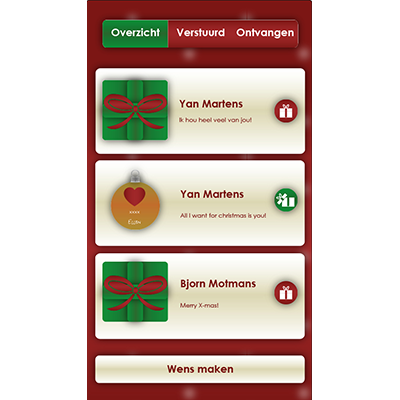 Overzicht Verstuurd Ontvangen
Yan Martens
Ik hou heel veel van jou!
Yan Martens
All I want for christmas is you!
xxxx
Bjorn Motmans
Merry X-mas!
Wens maken